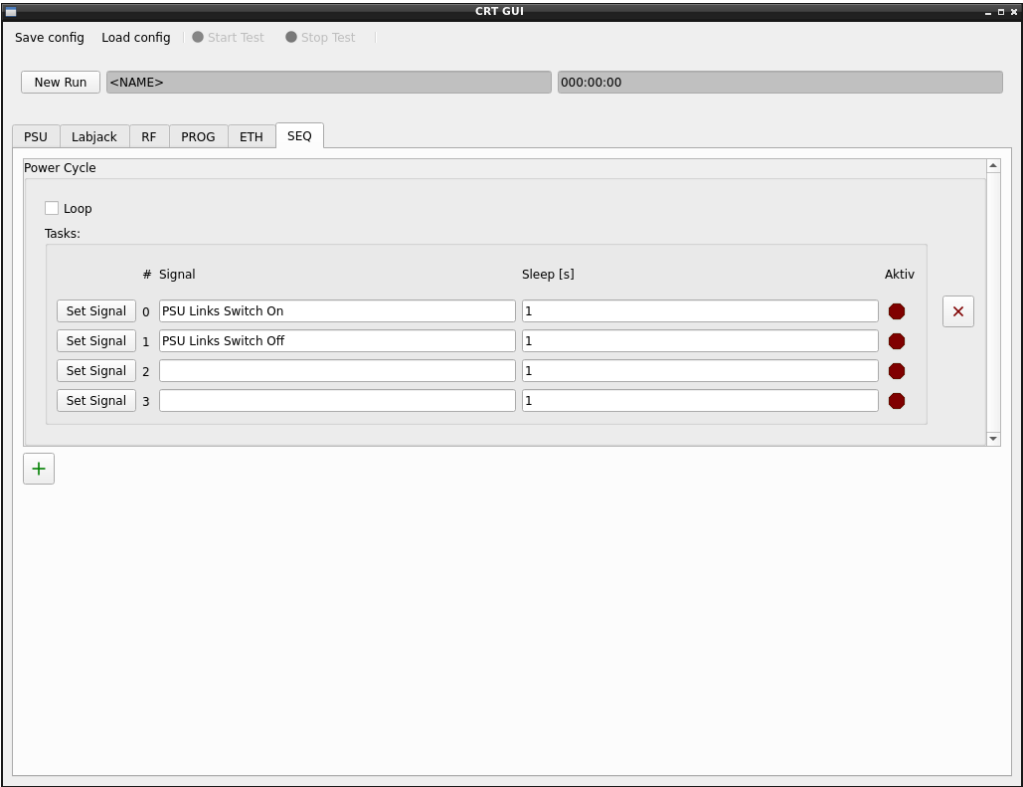 CRT GUI
Save config Load config Start Test Stop Test
New Run <NAME> 000:00:00
PSU Labjack RF PROG ETH SEQ
Power Cycle
Loop
Tasks:
# Signal Sleep [s] Aktiv
Set Signal 0 PSU Links Switch On 1
Set Signal 1 PSU Links Switch Off 1
Set Signal 2 1
Set Signal 3 1